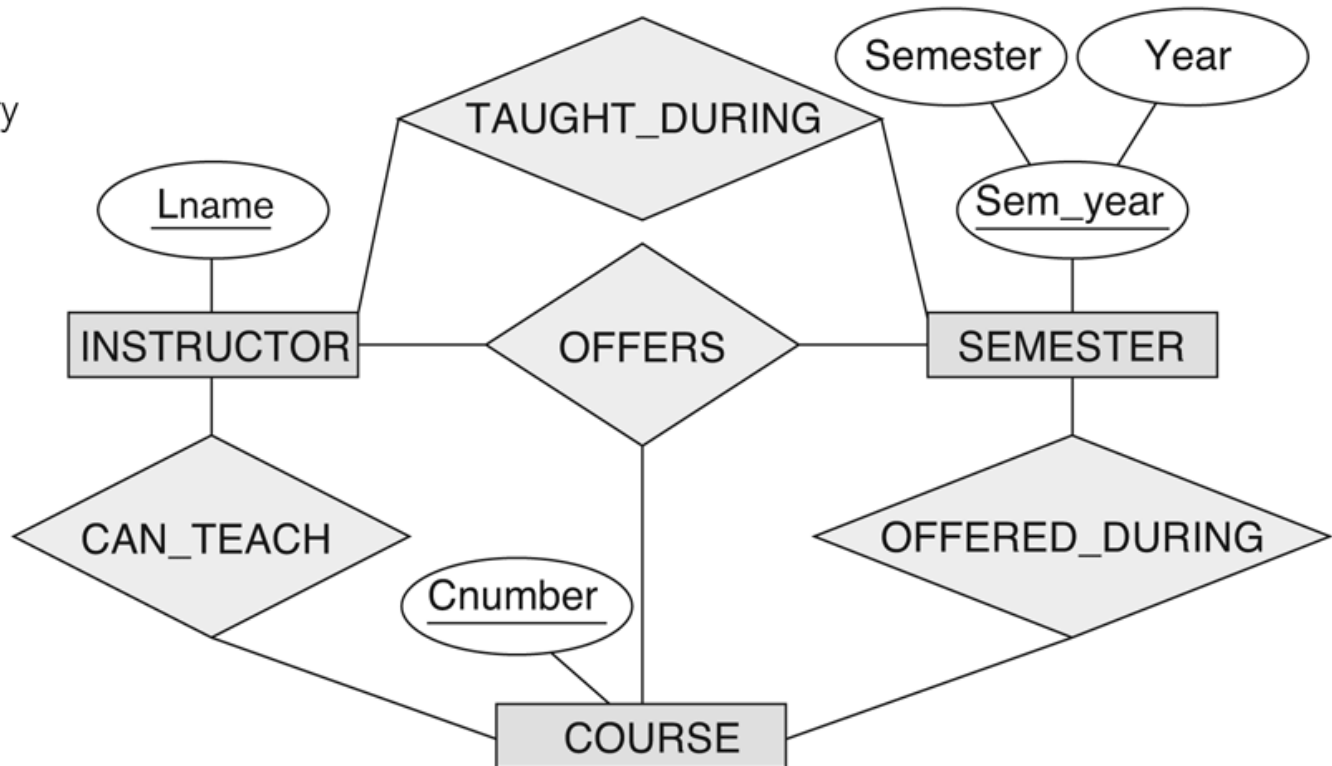 Semester
Year
TAUGHT_DURING
Lname
Sem_year
INSTRUCTOR
OFFERS
SEMESTER
CAN_TEACH
OFFERED_DURING
Cnumber
COURSE